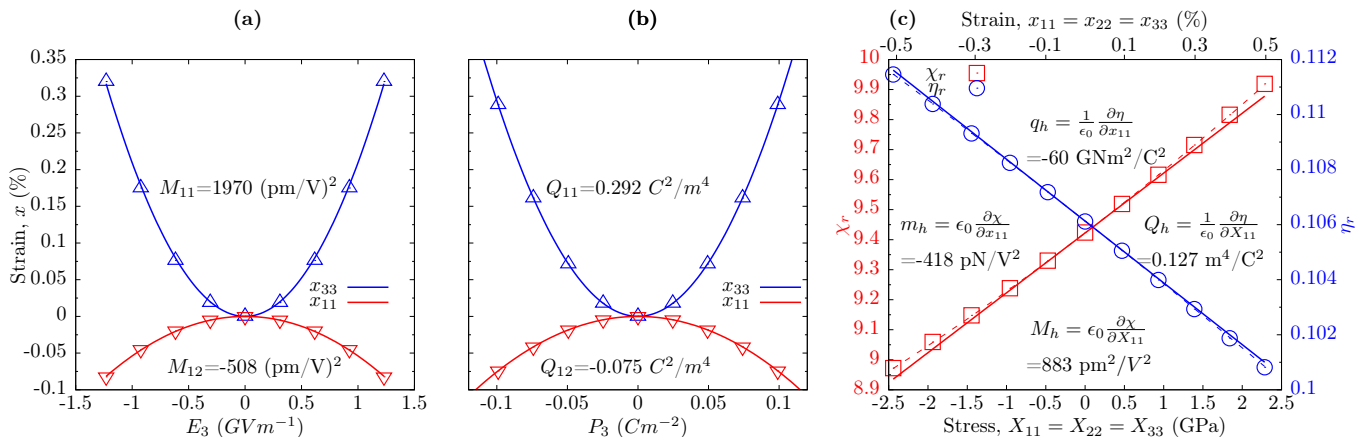 (a)
0.35
0.3
0.25
0.2
0.15
0.1
0.05
0
-0.05
-0.1
Strain, x (%)
M₁₁=1970 (pm/V)²
x₃₃
x₁₁
M₁₂=-508 (pm/V)²
-1.5 -1 -0.5 0 0.5 1 1.5
E₃ (GVm⁻¹)
(b)
Q₁₁=0.292 C²/m⁴
x₃₃
x₁₁
Q₁₂=-0.075 C²/m⁴
-0.1 -0.05 0 0.05 0.1
P₃ (Cm⁻²)
(c)
Strain, x₁₁ = x₂₂ = x₃₃ (%)
-0.5 -0.3 -0.1 0.1 0.3 0.5
10
9.9
9.8
9.7
9.6
9.5
9.4
9.3
9.2
9.1
9
8.9
χᵣ
χᵣ
ηᵣ
q_h = 1/ϵ₀ ∂η/∂x₁₁
=-60 GNm²/C²
m_h = ϵ₀ ∂χ/∂x₁₁
=-418 pN/V²
Q_h = 1/ϵ₀ ∂η/∂X₁₁
=0.127 m⁴/C²
M_h = ϵ₀ ∂χ/∂X₁₁
=883 pm²/V²
0.112
0.11
0.108
0.106
0.104
0.102
0.1
ηᵣ
-2.5 -2 -1.5 -1 -0.5 0 0.5 1 1.5 2 2.5
Stress, X₁₁ = X₂₂ = X₃₃ (GPa)